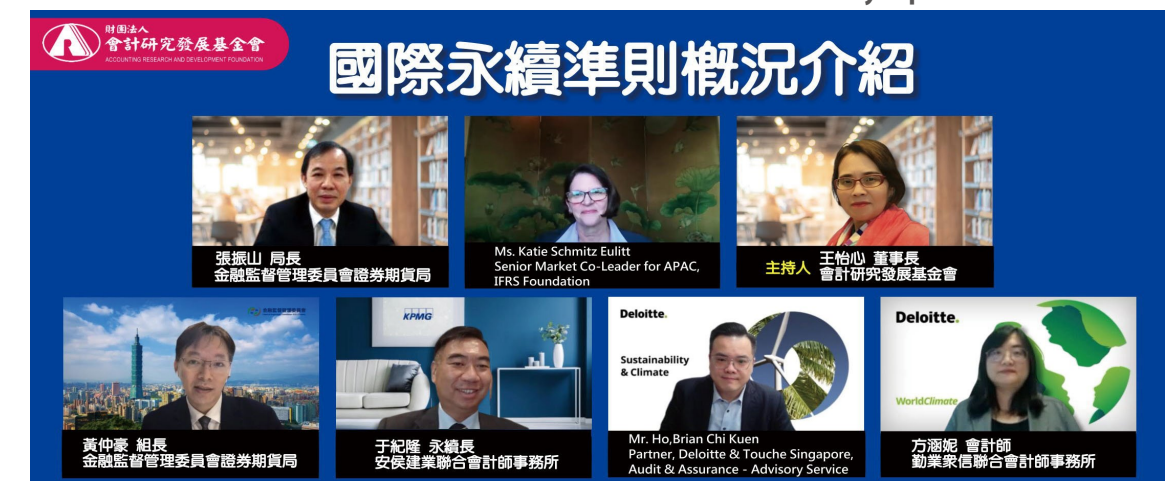 財團法人
會計研究發展基金會
ACCOUNTING RESEARCH AND DEVELOPMENT FOUNDATION
國際永續準則概況介紹
張振山 局長
金融監督管理委員會證券期貨局
Ms. Katie Schmitz Eulitt
Senior Market Co-Leader for APAC,
IFRS Foundation
主持人 王怡心 董事長
會計研究發展基金會
黃仲豪 組長
金融監督管理委員會證券期貨局
KPMG
于紀隆 永續長
安侯建業聯合會計師事務所
Deloitte.
Sustainability
& Climate
Mr. Ho,Brian Chi Kuen
Partner, Deloitte & Touche Singapore,
Audit & Assurance - Advisory Service
Deloitte.
WorldClimate
方涵妮 會計師
勤業衆信聯合會計師事務所